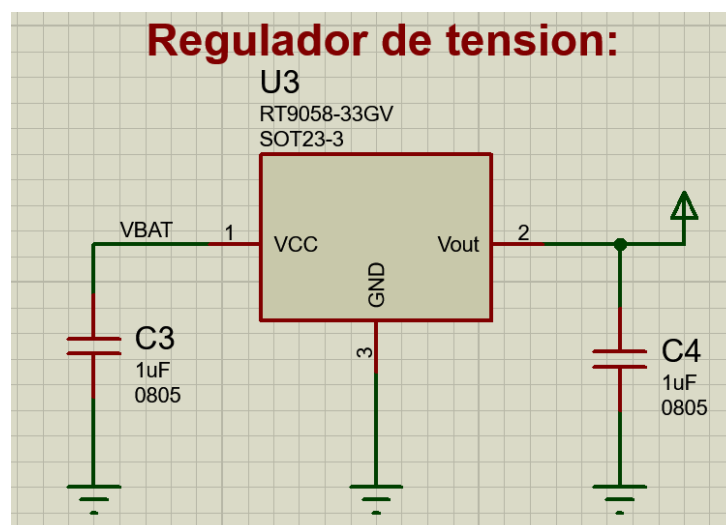 Regulador de tension:
U3
RT9058-33GV
SOT23-3
VBAT
1
VCC
Vout
2
GND
3
C3
1uF
0805
C4
1uF
0805